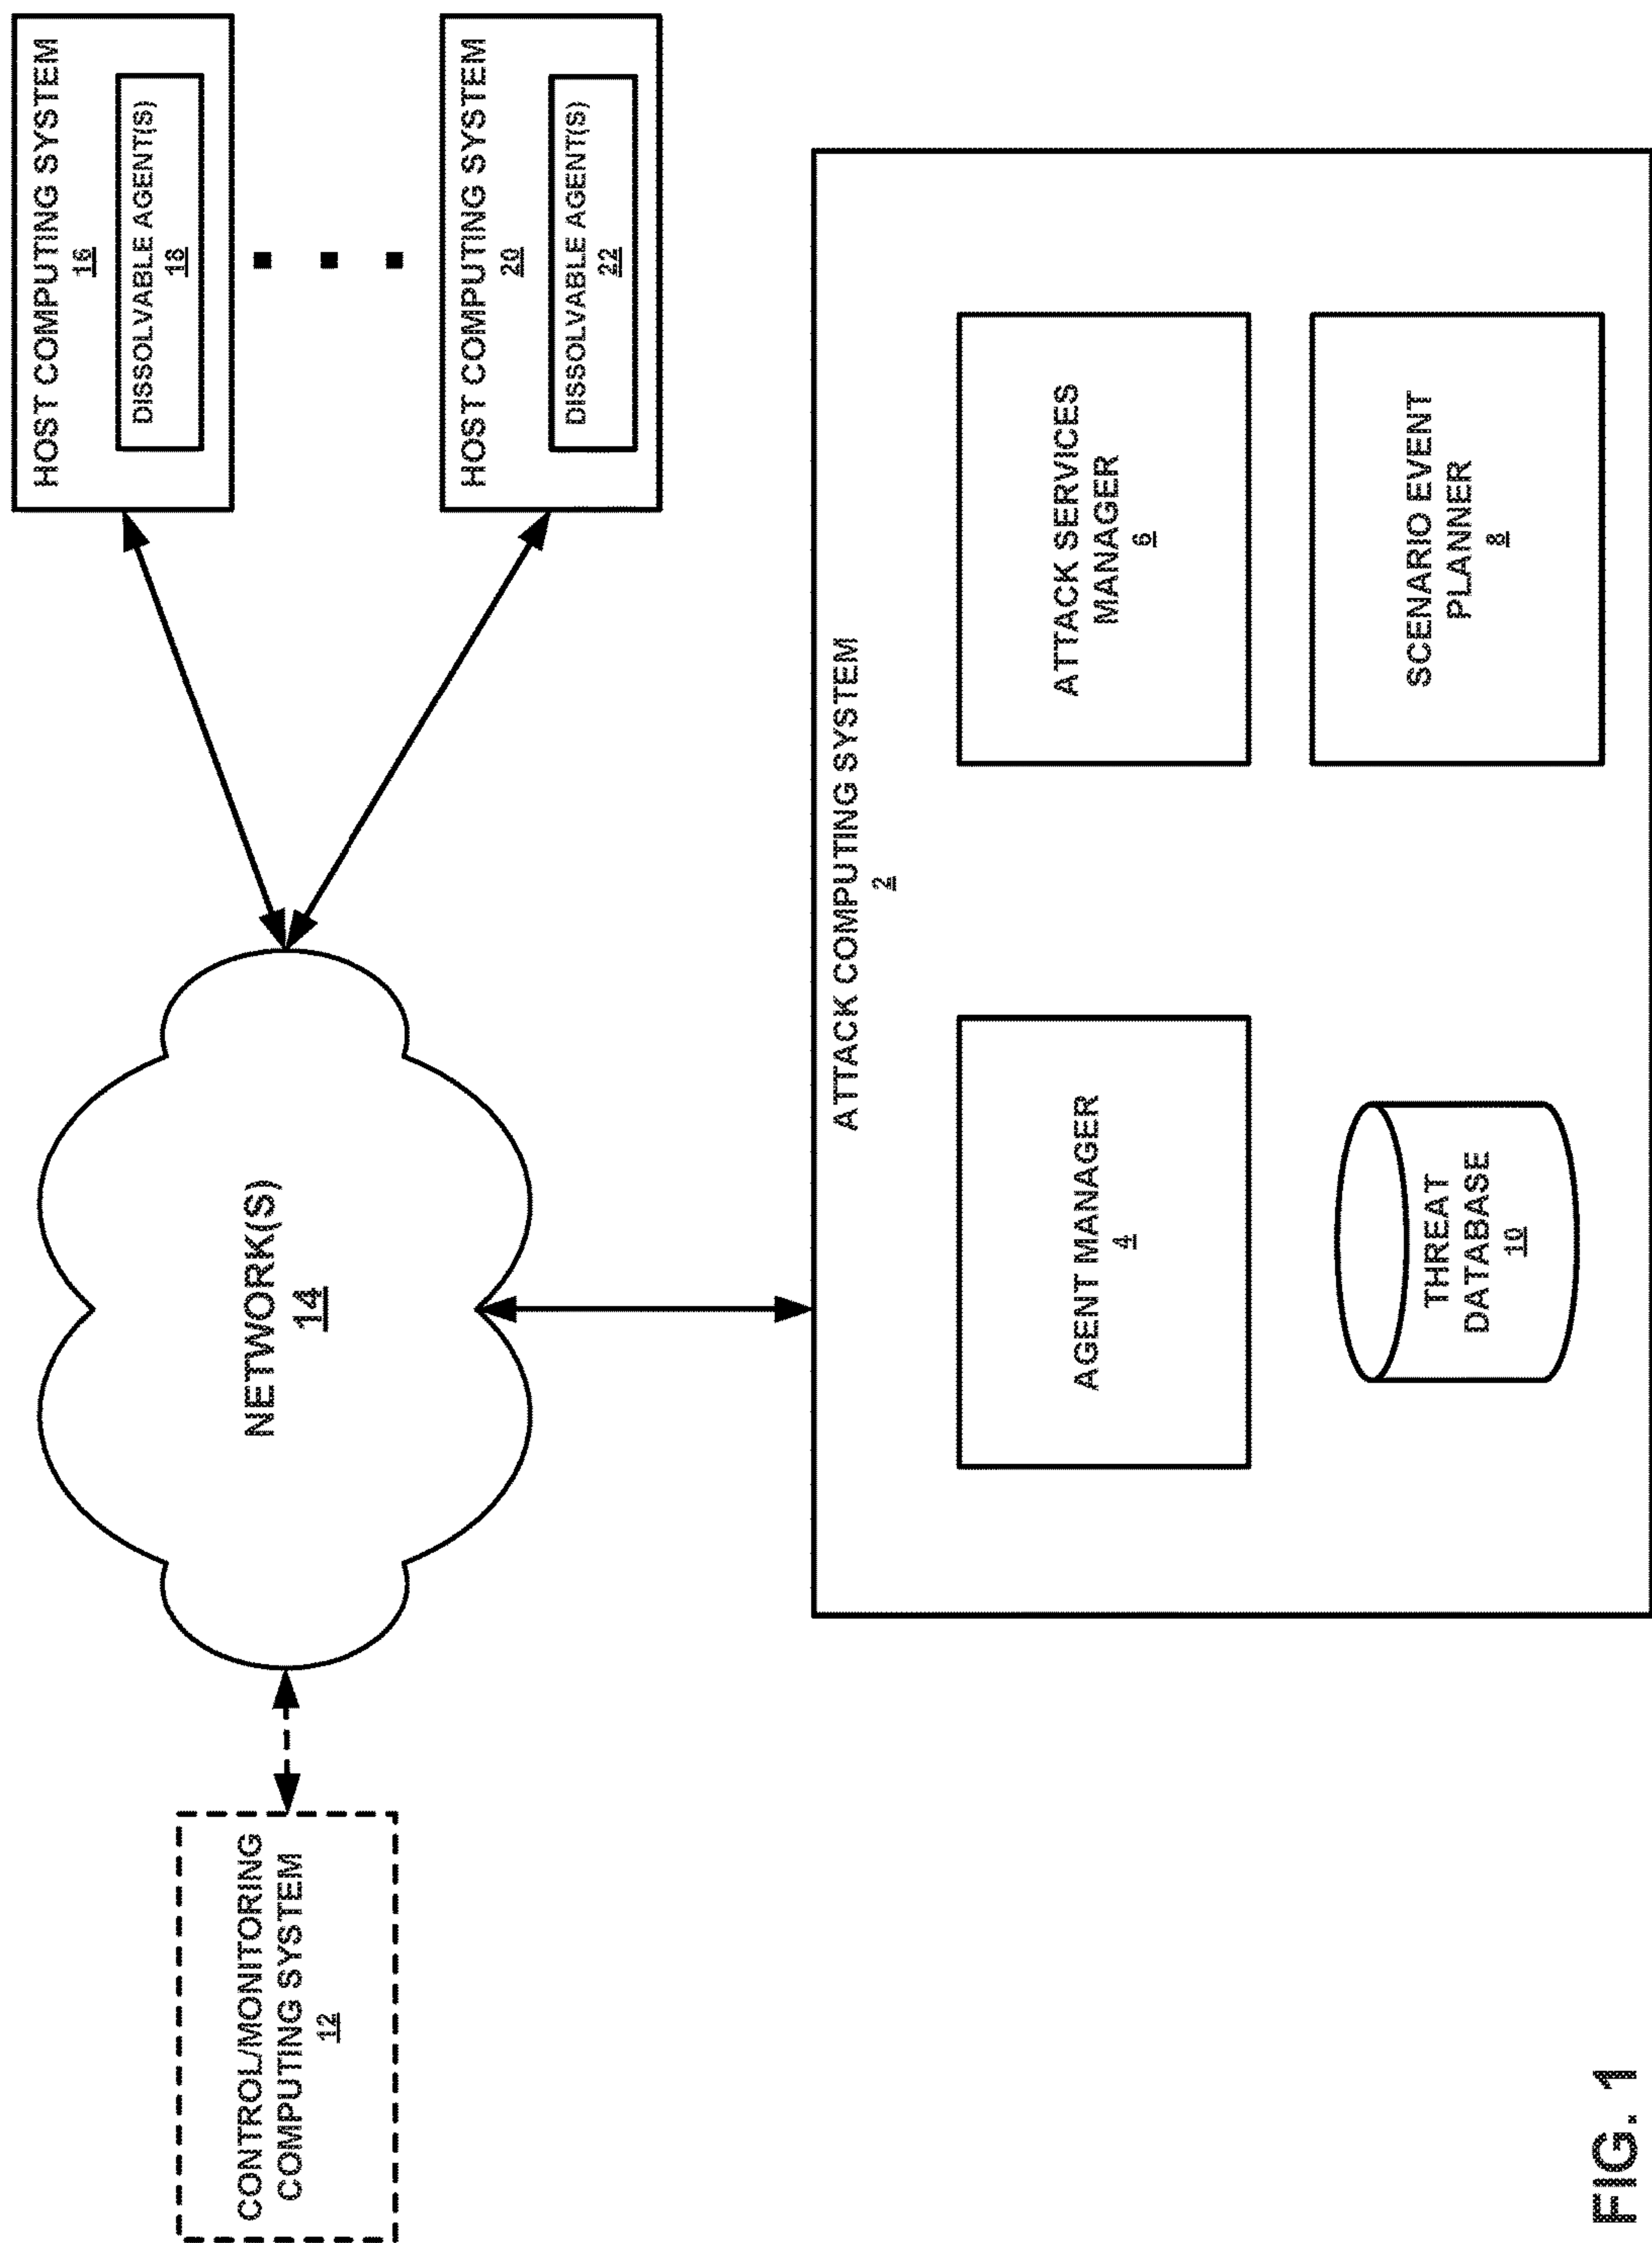 CONTROL/MONITORING
COMPUTING SYSTEM
12
NETWORK(S)
14
HOST COMPUTING SYSTEM
16
DISSOLVABLE AGENT(S)
18
HOST COMPUTING SYSTEM
20
DISSOLVABLE AGENT(S)
22
ATTACK COMPUTING SYSTEM
2
AGENT MANAGER
4
ATTACK SERVICES
MANAGER
6
THREAT
DATABASE
10
SCENARIO EVENT
PLANNER
8
FIG. 1